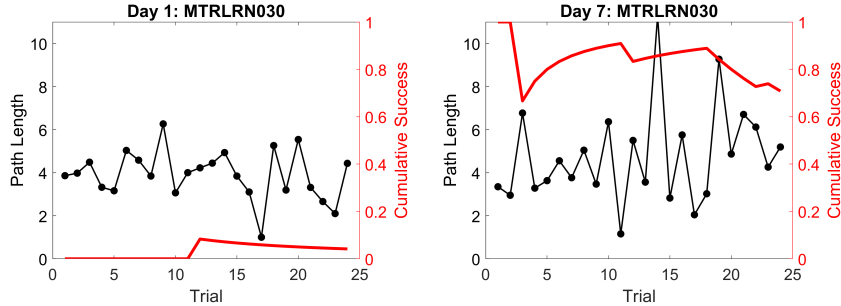 Day 1: MTRLRN030
10
8
6
4
2
0
Path Length
1
0.8
0.6
0.4
0.2
0
Cumulative Success
0 5 10 15 20 25
Trial
Day 7: MTRLRN030
10
8
6
4
2
0
Path Length
1
0.8
0.6
0.4
0.2
0
Cumulative Success
0 5 10 15 20 25
Trial